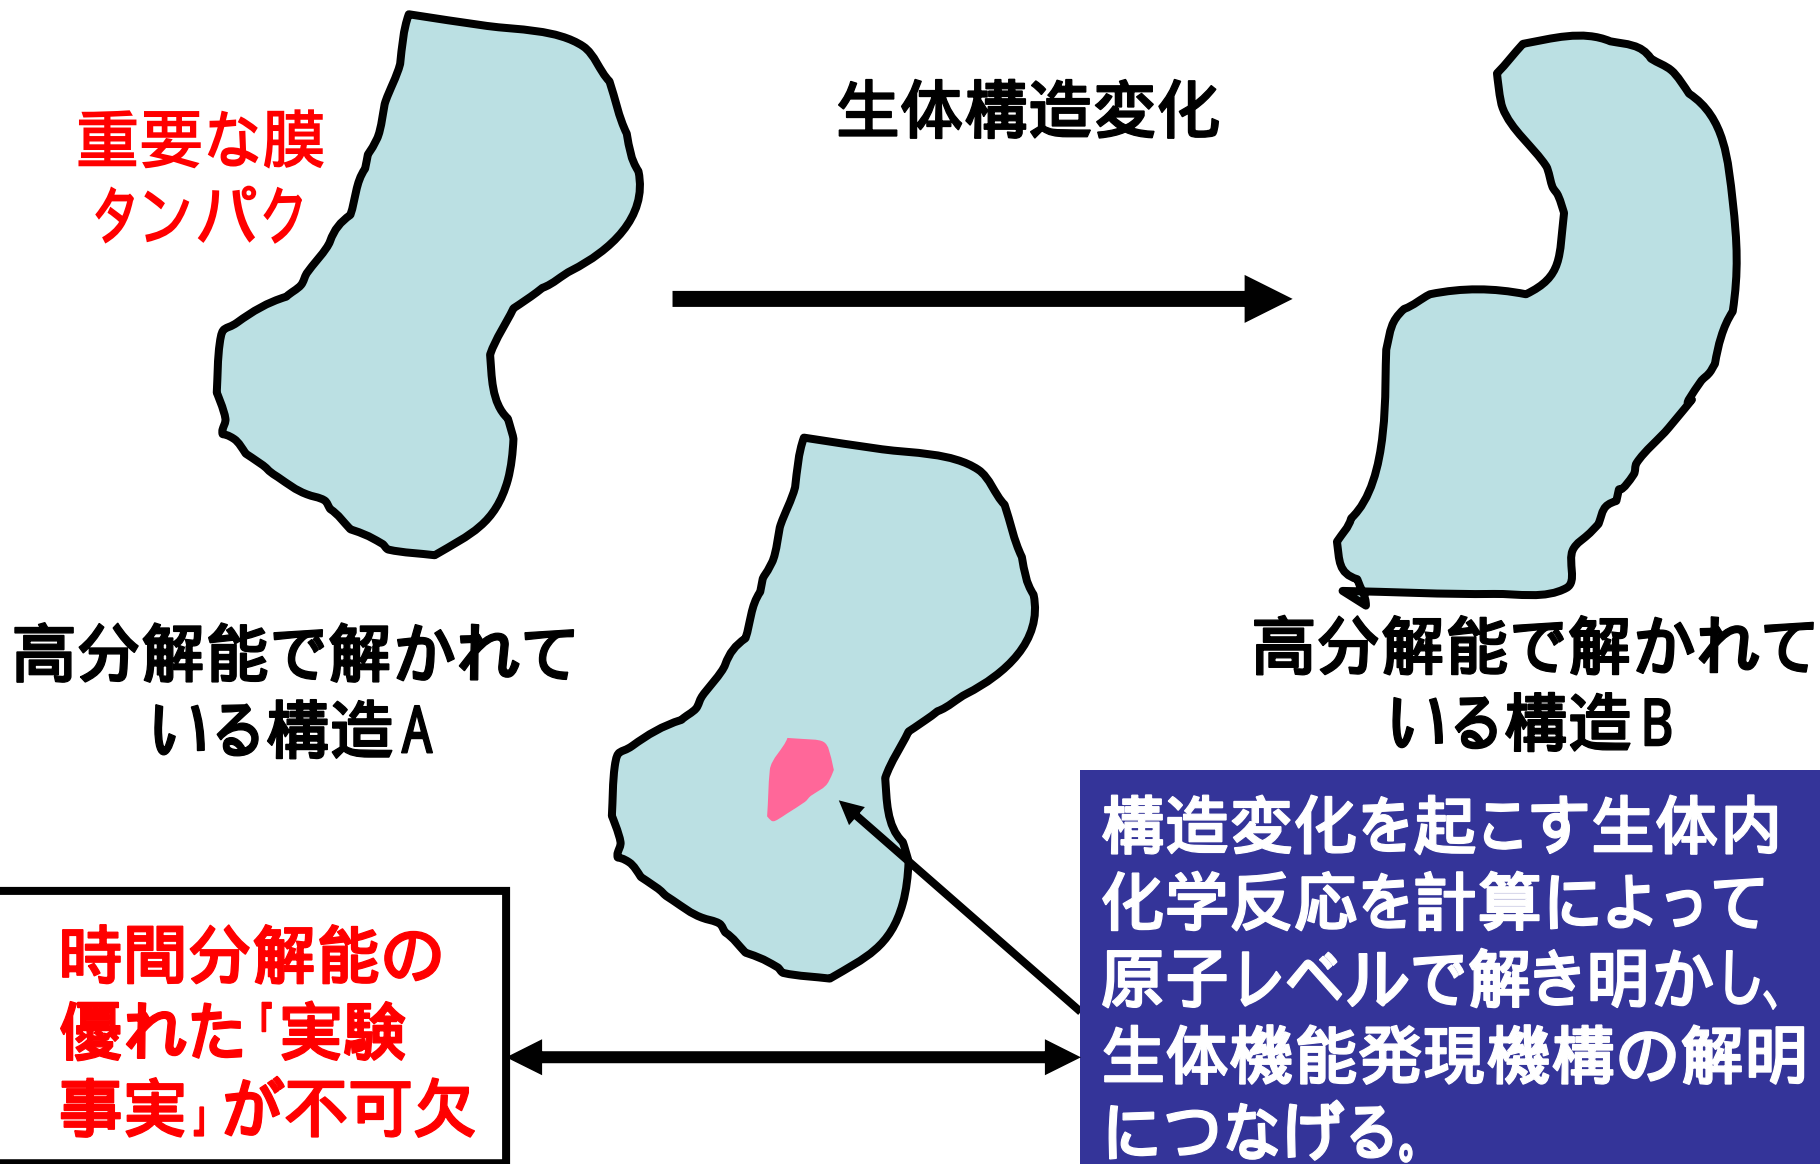 重要な膜
タンパク
生体構造変化
高分解能で解かれて
いる構造A
高分解能で解かれて
いる構造B
構造変化を起こす生体内
化学反応を計算によって
原子レベルで解き明かし、
生体機能発現機構の解明
につなげる。
時間分解能の
優れた「実験
事実」が不可欠